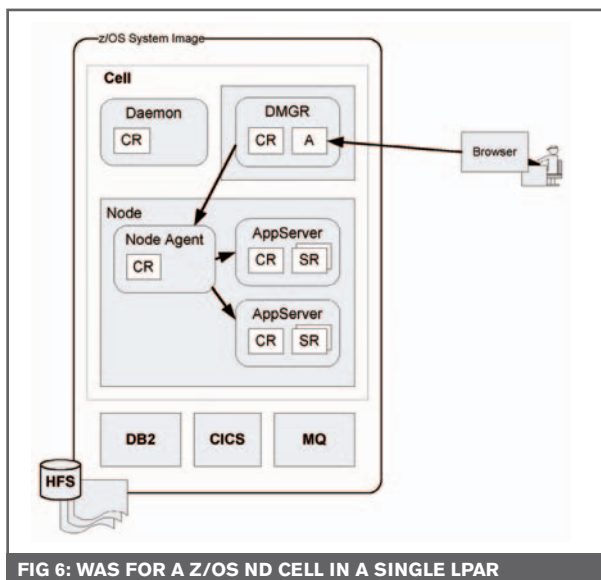 z/OS System Image
Cell
Daemon
CR
DMGR
CR A
Browser
Node
Node Agent
CR
AppServer
CR SR
AppServer
CR SR
DB2 CICS MQ
HFS
FIG 6: WAS FOR A Z/OS ND CELL IN A SINGLE LPAR